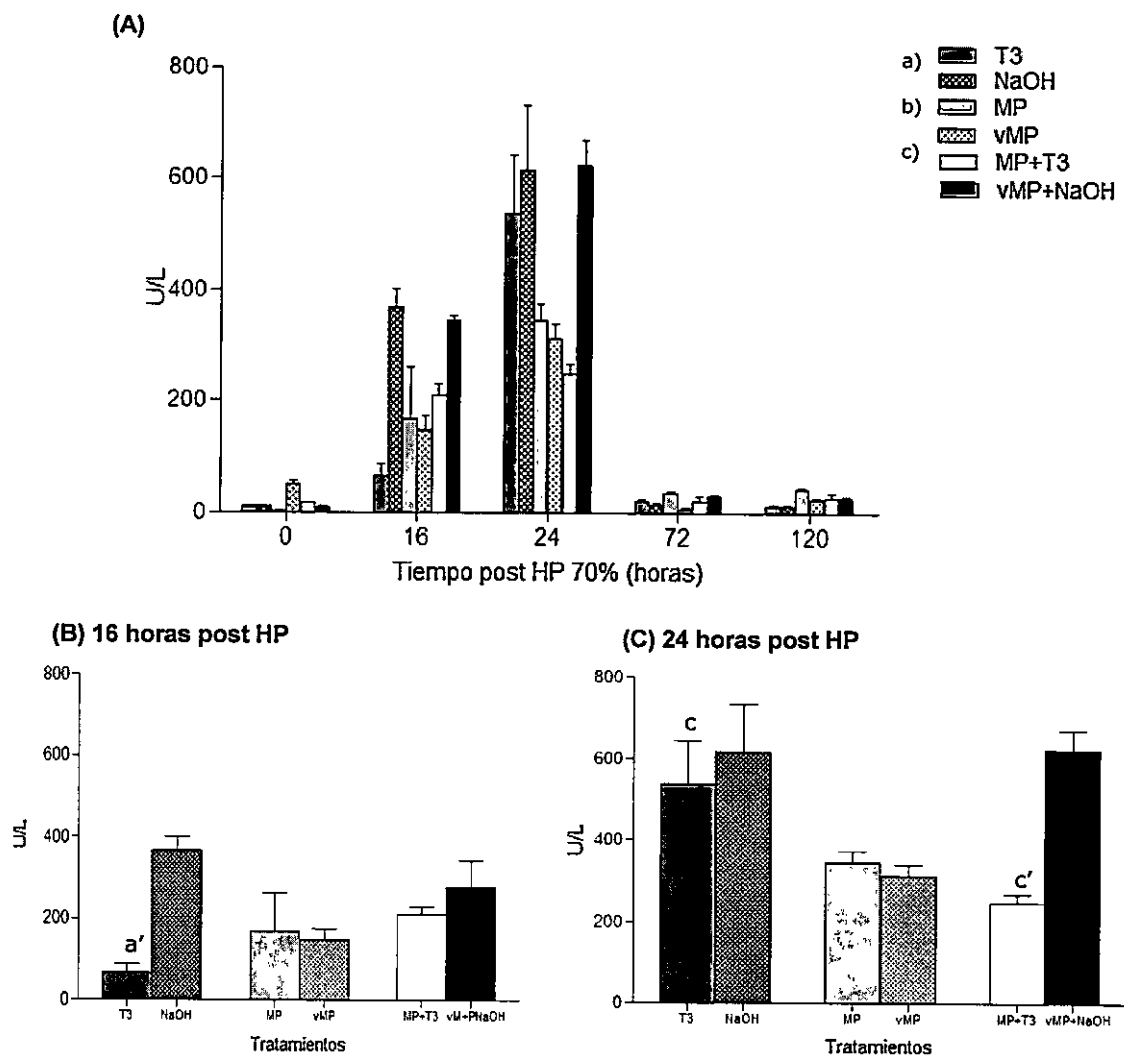 (A)
800
600
400
200
0
U/L
0 16 24 72 120
Tiempo post HP 70% (horas)
a) T3
NaOH
b) MP
vMP
c) MP+T3
vMP+NaOH
(B) 16 horas post HP
800
600
400
200
0
U/L
a'
T3 NaOH MP vMP MP+T3 vM+PNaOH
Tratamientos
(C) 24 horas post HP
800
600
400
200
0
U/L
c
c'
T3 NaOH MP vMP MP+T3 vMP+NaOH
Tratamientos